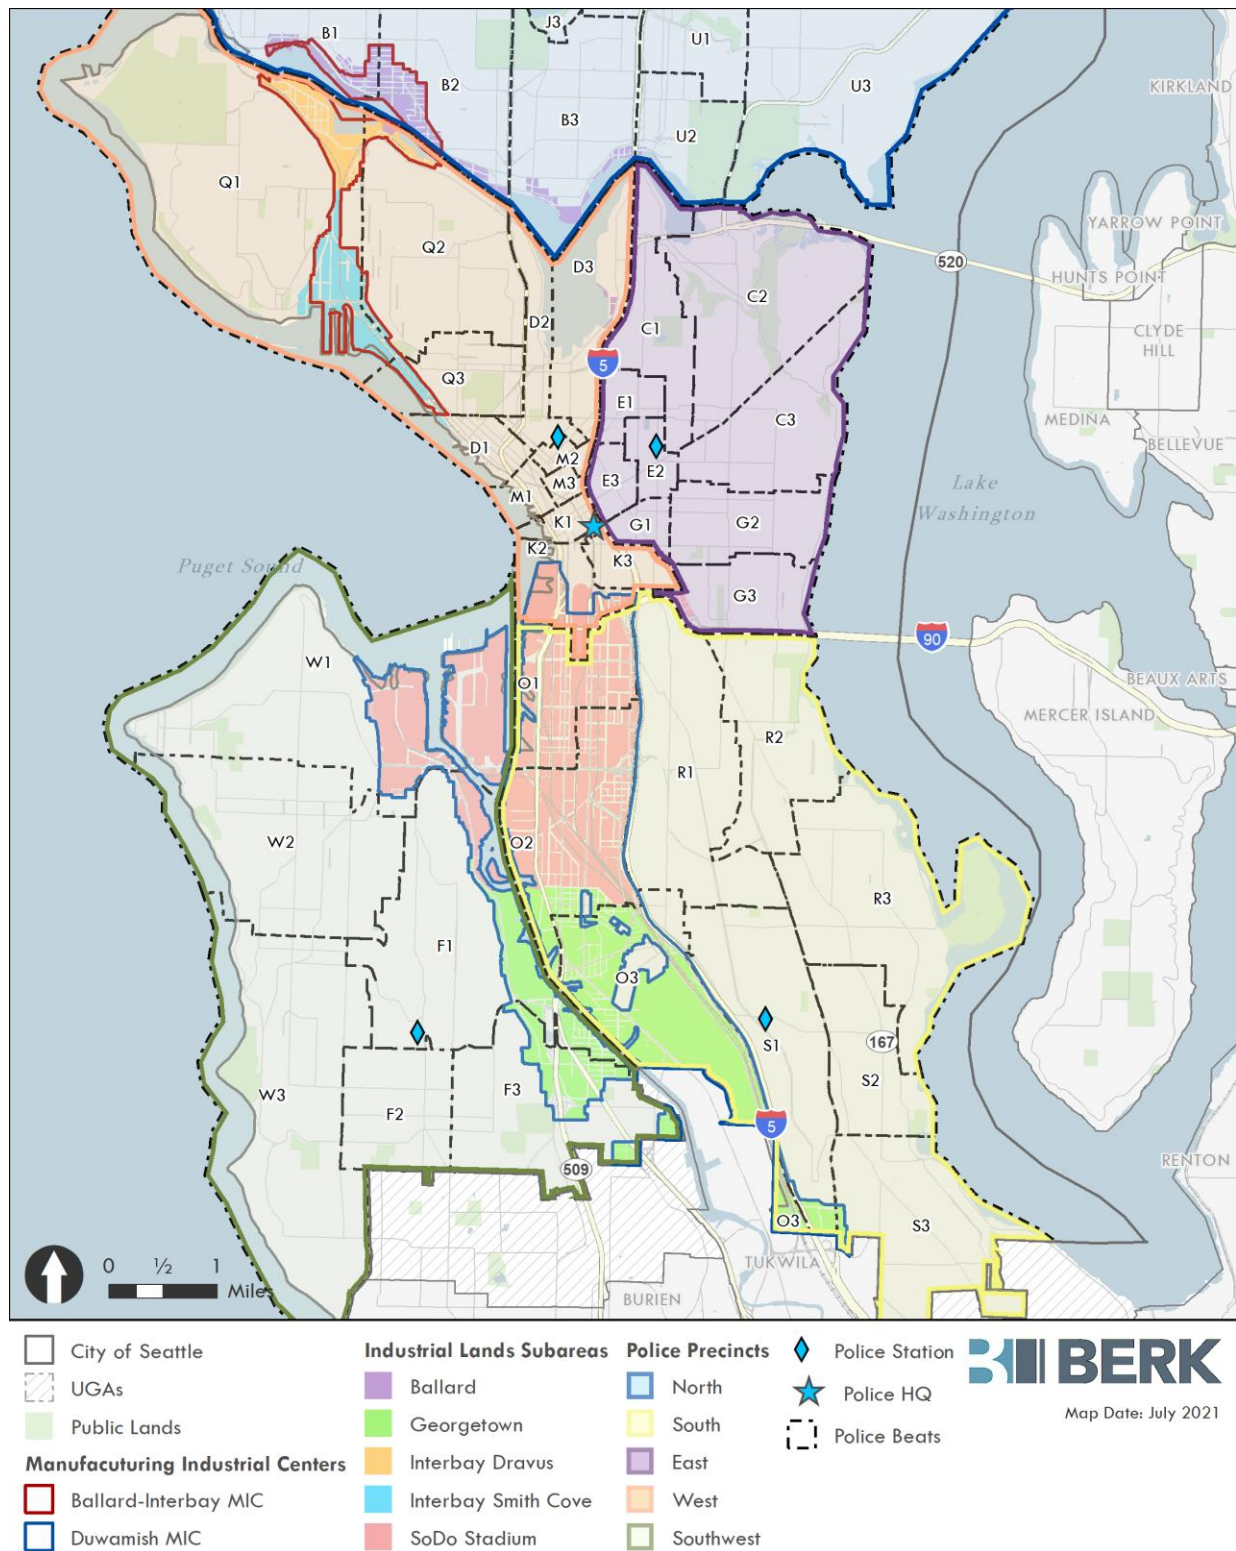 B1
J3
U1
KIRKLAND
B2
U3
B3
U2
Q1
YARROW POINT
Q2
520
HUNTS POINT
D3
C2
D2
C1
CLYDE
HILL
5
Q3
E1
MEDINA
C3
BELLEVUE
D1
M2
E2
M3
E3
Lake
Washington
M1
K1
G1
G2
K2
K3
Puget Sound
G3
90
W1
BEAUX ARTS
O1
MERCER ISLAND
R2
R1
W2
O2
R3
F1
O3
S1
167
S2
W3
F2
F3
5
509
RENTON
O3
S3
TUKWILA
0 ½ 1
Miles
BURIEN
City of Seattle
UGAs
Public Lands
Manufacuturing Industrial Centers
Ballard-Interbay MIC
Duwamish MIC
Industrial Lands Subareas
Ballard
Georgetown
Interbay Dravus
Interbay Smith Cove
SoDo Stadium
Police Precincts
North
South
East
West
Southwest
Police Station
Police HQ
Police Beats
BERK
Map Date: July 2021